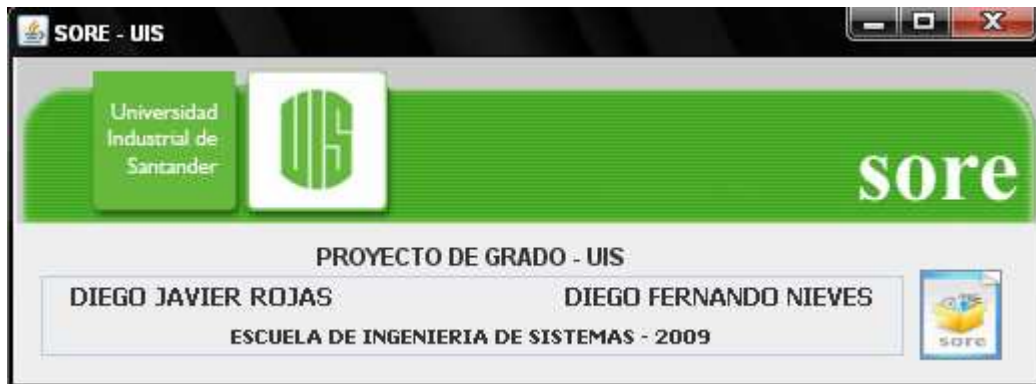 SORE - UIS
Universidad
Industrial de
Santander
UIS
sore
PROYECTO DE GRADO - UIS
DIEGO JAVIER ROJAS DIEGO FERNANDO NIEVES
ESCUELA DE INGENIERIA DE SISTEMAS - 2009
sore